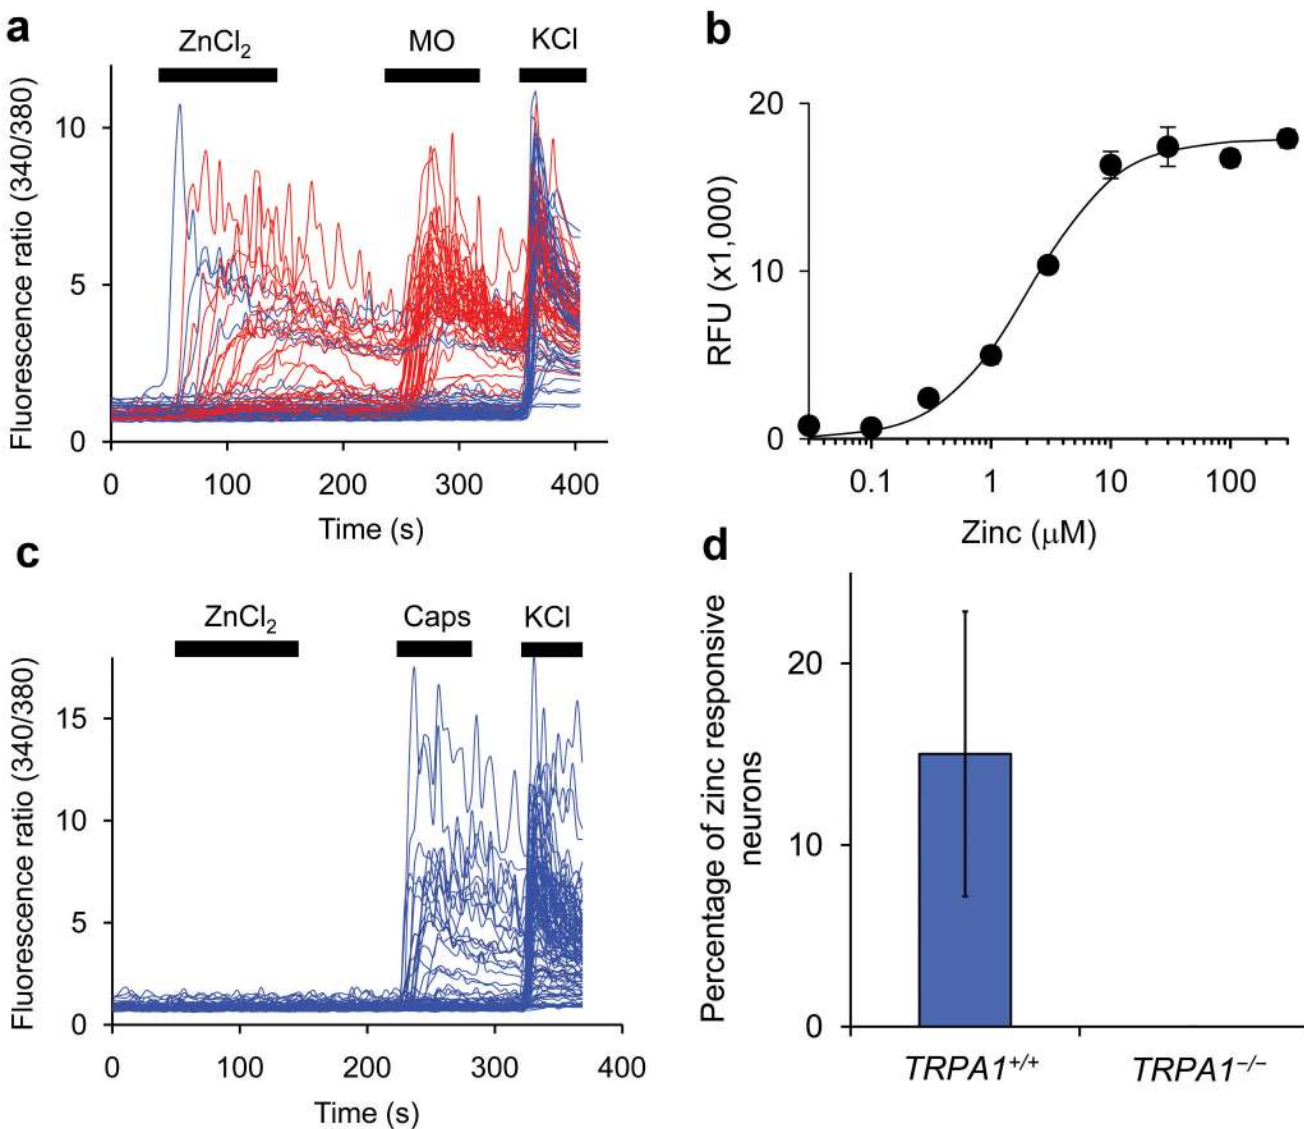 a
ZnCl₂ MO KCl
Fluorescence ratio (340/380)
10
5
0
0 100 200 300 400
Time (s)
b
RFU (x1,000)
20
10
0
0.1 1 10 100
Zinc (μM)
c
ZnCl₂ Caps KCl
Fluorescence ratio (340/380)
15
10
5
0
0 100 200 300 400
Time (s)
d
Percentage of zinc responsive
neurons
20
10
0
TRPA1⁺/⁺ TRPA1⁻/⁻